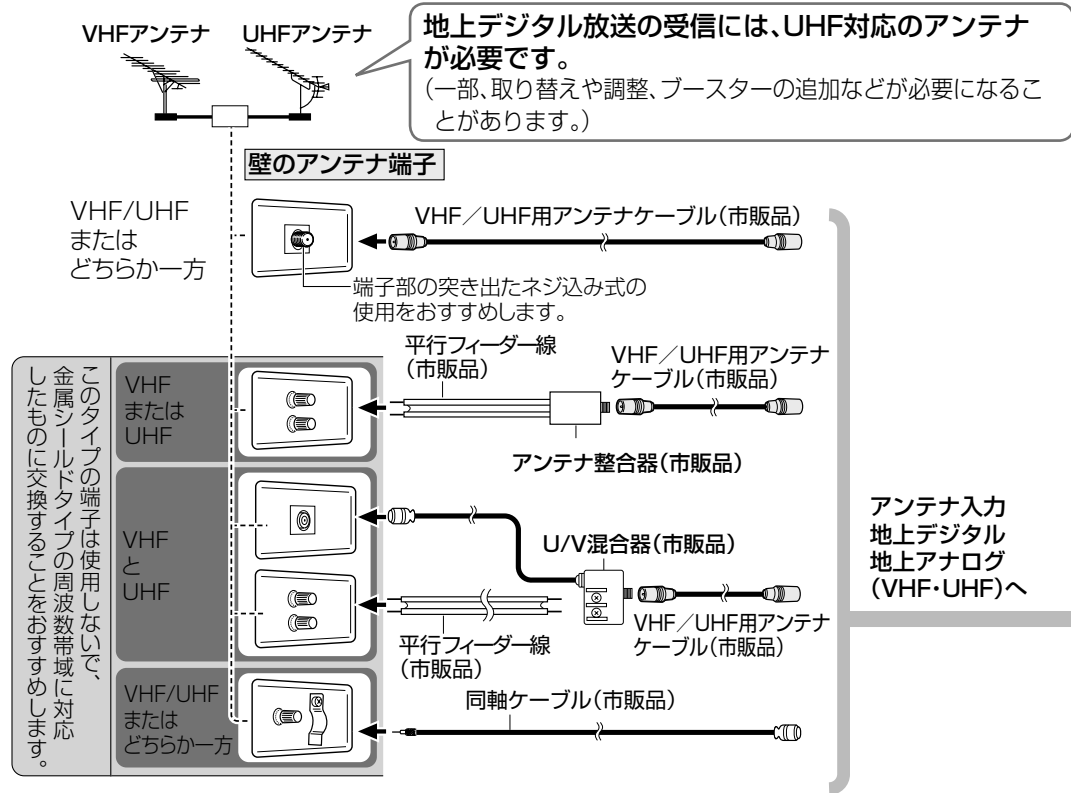 VHFアンテナ
UHFアンテナ
地上デジタル放送の受信には、UHF対応のアンテナ
が必要です。
(一部、取り替えや調整、ブースターの追加などが必要になるこ
とがあります。)
壁のアンテナ端子
VHF/UHF
または
どちらか一方
VHF/UHF用アンテナケーブル(市販品)
端子部の突き出たネジ込み式の
使用をおすすめします。
このタイプの端子は使用しないで、
金属シールドタイプの周波数帯域に対応
したものに交換することをおすすめします。
VHF
または
UHF
平行フィーダー線
(市販品)
VHF/UHF用アンテナ
ケーブル(市販品)
アンテナ整合器(市販品)
VHF
と
UHF
U/V混合器(市販品)
平行フィーダー線
(市販品)
VHF/UHF用アンテナ
ケーブル(市販品)
VHF/UHF
または
どちらか一方
同軸ケーブル(市販品)
アンテナ入力
地上デジタル
地上アナログ
(VHF・UHF)へ